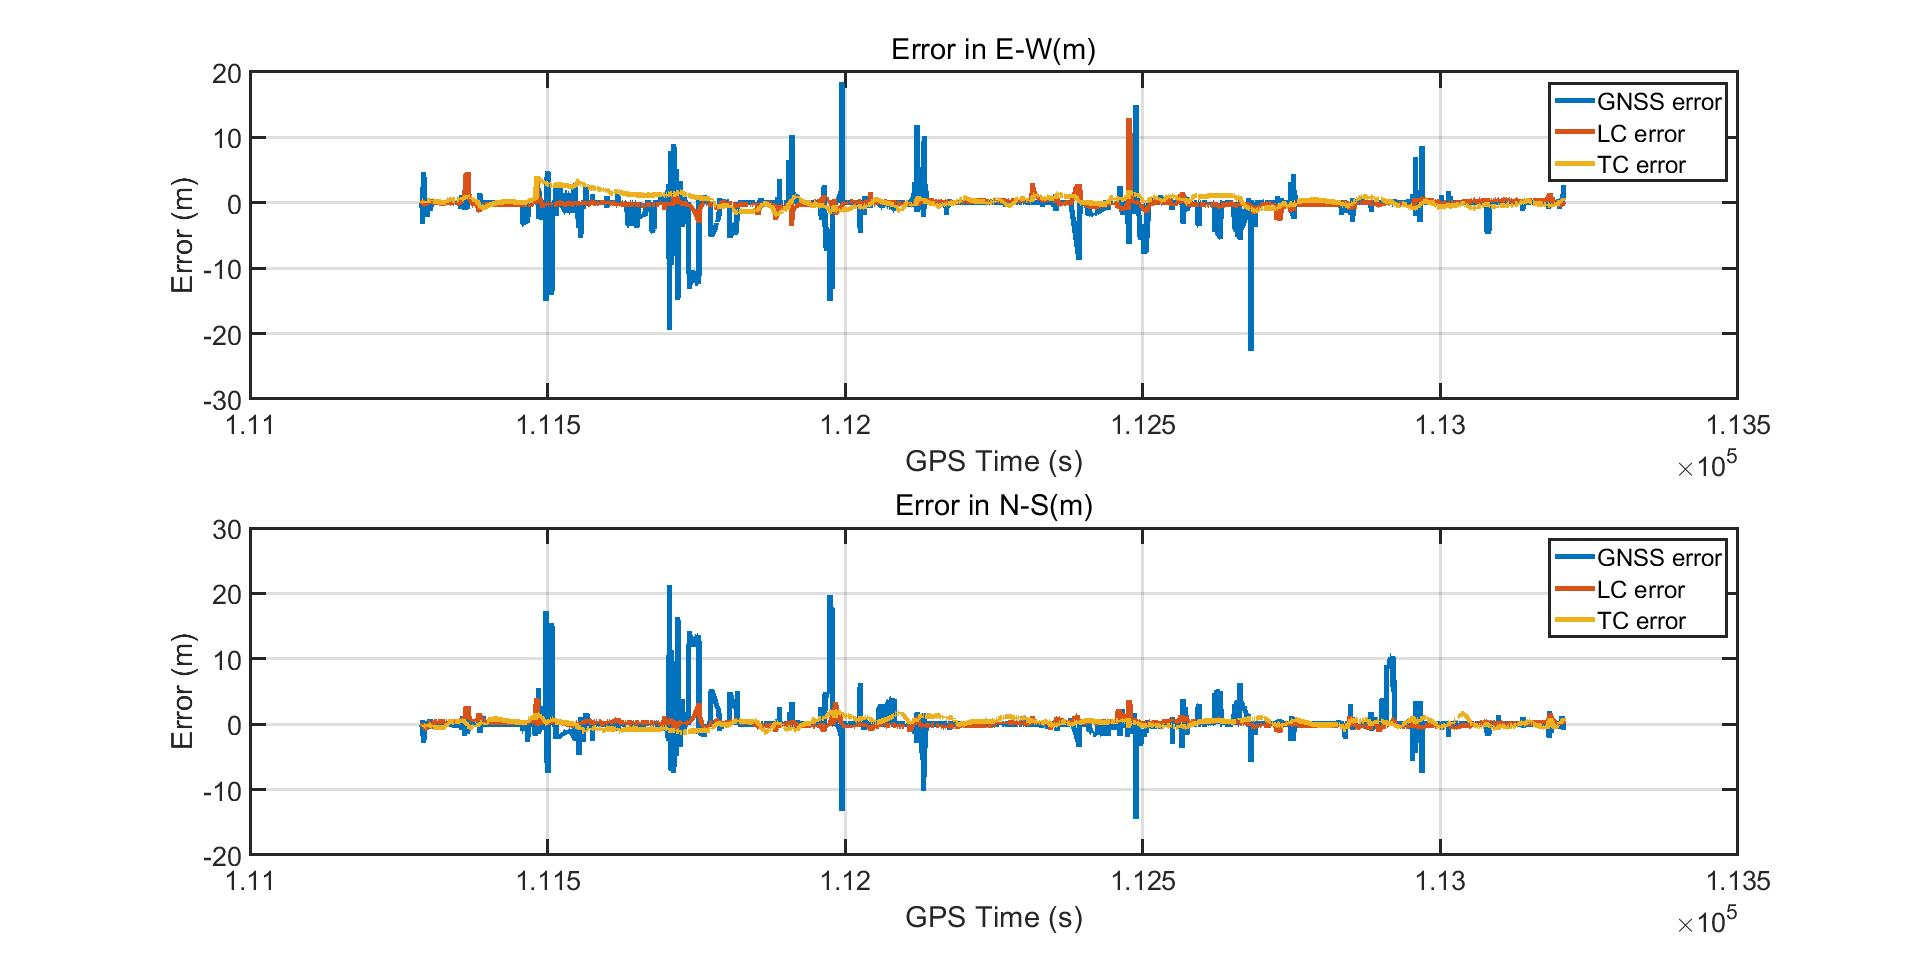 Error in E-W(m)
20
10
0
-10
-20
-30
Error (m)
GNSS error
LC error
TC error
1.11 1.115 1.12 1.125 1.13 1.135
GPS Time (s)
×10^5
Error in N-S(m)
30
20
10
0
-10
-20
Error (m)
GNSS error
LC error
TC error
1.11 1.115 1.12 1.125 1.13 1.135
GPS Time (s)
×10^5